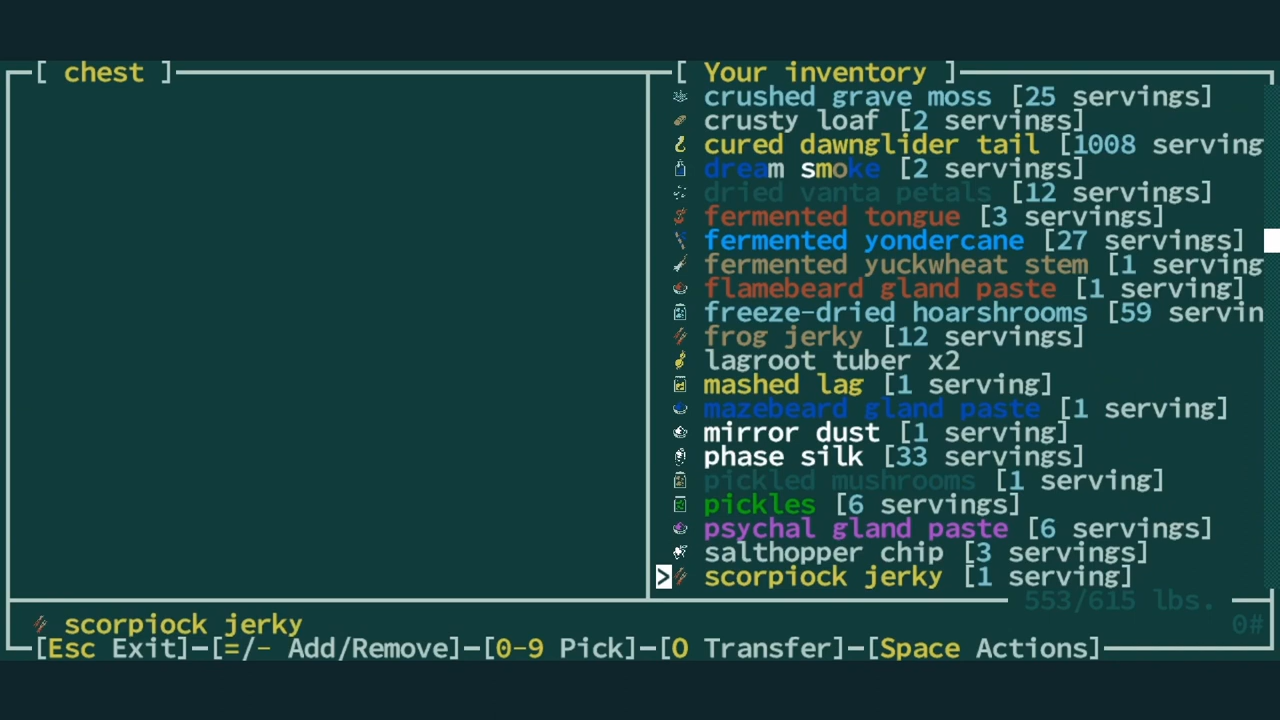 [ chest ]
[ Your inventory ]
crushed grave moss [25 servings]
crusty loaf [2 servings]
cured dawnglider tail [1008 serving
dream smoke [2 servings]
dried vanta petals [12 servings]
fermented tongue [3 servings]
fermented yondercane [27 servings]
fermented yuckwheat stem [1 serving
flamebeard gland paste [1 serving]
freeze-dried hoarshrooms [59 servin
frog jerky [12 servings]
lagroot tuber x2
mashed lag [1 serving]
mazebeard gland paste [1 serving]
mirror dust [1 serving]
phase silk [33 servings]
pickled mushrooms [1 serving]
pickles [6 servings]
psychal gland paste [6 servings]
salthopper chip [3 servings]
> scorpiock jerky [1 serving]
553/615 lbs.
scorpiock jerky
0#
[Esc Exit]-[=/- Add/Remove]-[0-9 Pick]-[O Transfer]-[Space Actions]